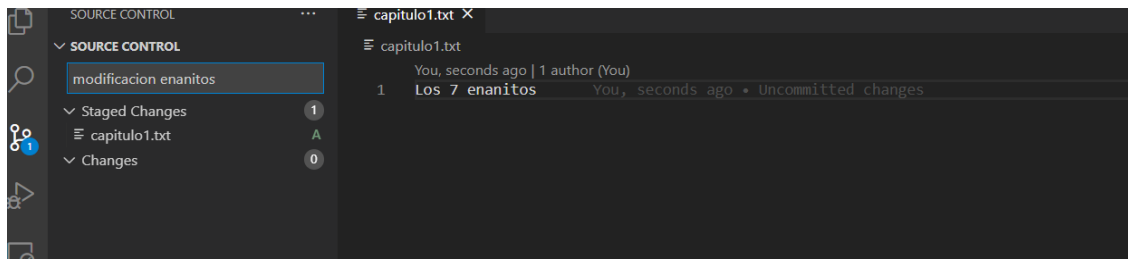 SOURCE CONTROL ...
SOURCE CONTROL
modificacion enanitos
Staged Changes 1
capitulo1.txt A
Changes 0
1
capitulo1.txt
capitulo1.txt
You, seconds ago | 1 author (You)
1 Los 7 enanitos You, seconds ago • Uncommitted changes